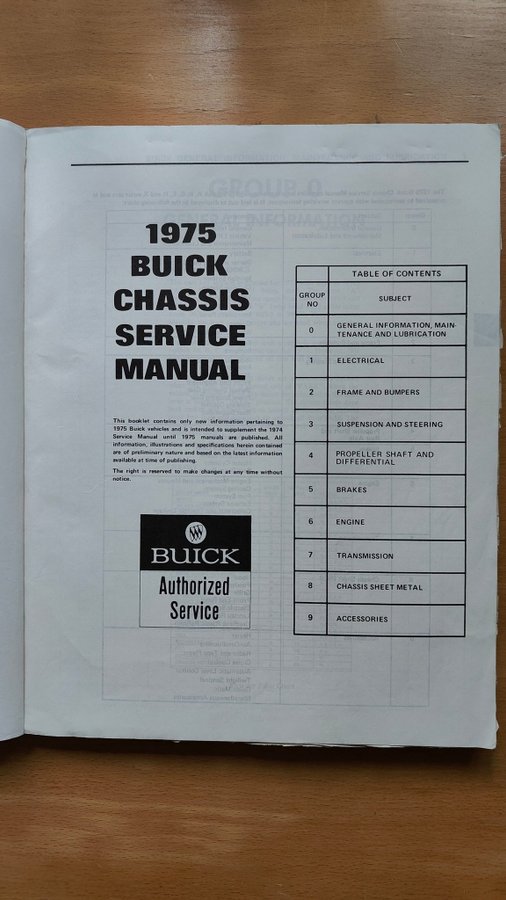 1975
BUICK
CHASSIS
SERVICE
MANUAL
This booklet contains only new information pertaining to
1975 Buick vehicles and is intended to supplement the 1974
Service Manual until 1975 manuals are published. All
information, illustrations and specifications herein contained
are of preliminary nature and based on the latest information
available at time of publishing.
The right is reserved to make changes at any time without
notice.
BUICK
Authorized
Service
TABLE OF CONTENTS
GROUP
NO
SUBJECT
0
GENERAL INFORMATION, MAIN-
TENANCE AND LUBRICATION
1
ELECTRICAL
2
FRAME AND BUMPERS
3
SUSPENSION AND STEERING
4
PROPELLER SHAFT AND
DIFFERENTIAL
5
BRAKES
6
ENGINE
7
TRANSMISSION
8
CHASSIS SHEET METAL
9
ACCESSORIES
GROUP 0
GENERAL INFORMATION